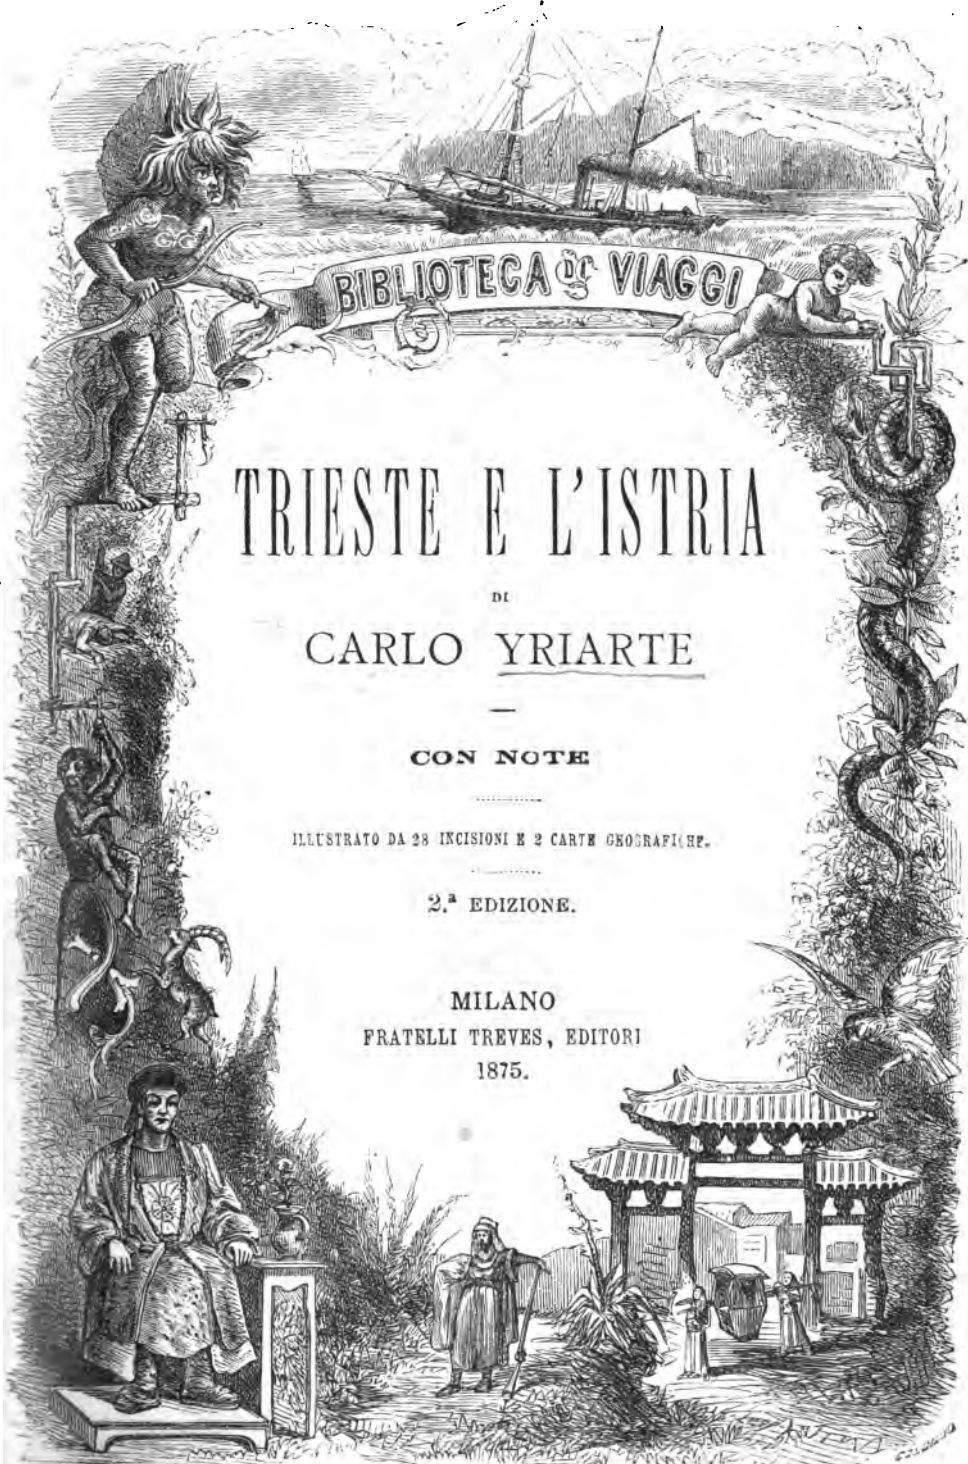 BIBLIOTECA DI VIAGGI
TRIESTE E L'ISTRIA
DI
CARLO YRIARTE
CON NOTE
ILLUSTRATO DA 28 INCISIONI E 2 CARTE GEOGRAFICHE.
2.ª EDIZIONE.
MILANO
FRATELLI TREVES, EDITORI
1875.